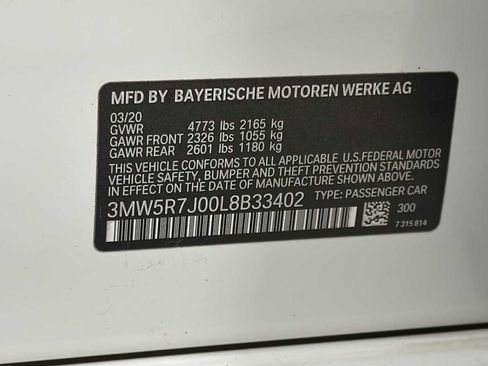 MFD BY BAYERISCHE MOTOREN WERKE AG
03/20
GVWR 4773 lbs 2165 kg
GAWR FRONT 2326 lbs 1055 kg
GAWR REAR 2601 lbs 1180 kg
THIS VEHICLE CONFORMS TO ALL APPLICABLE U.S.FEDERAL MOTOR
VEHICLE SAFETY, BUMPER, AND THEFT PREVENTION STANDARDS
IN EFFECT ON THE DATE OF MANUFACTURE SHOWN ABOVE.
3MW5R7J00L8B33402 TYPE: PASSENGER CAR
300
7 315 814